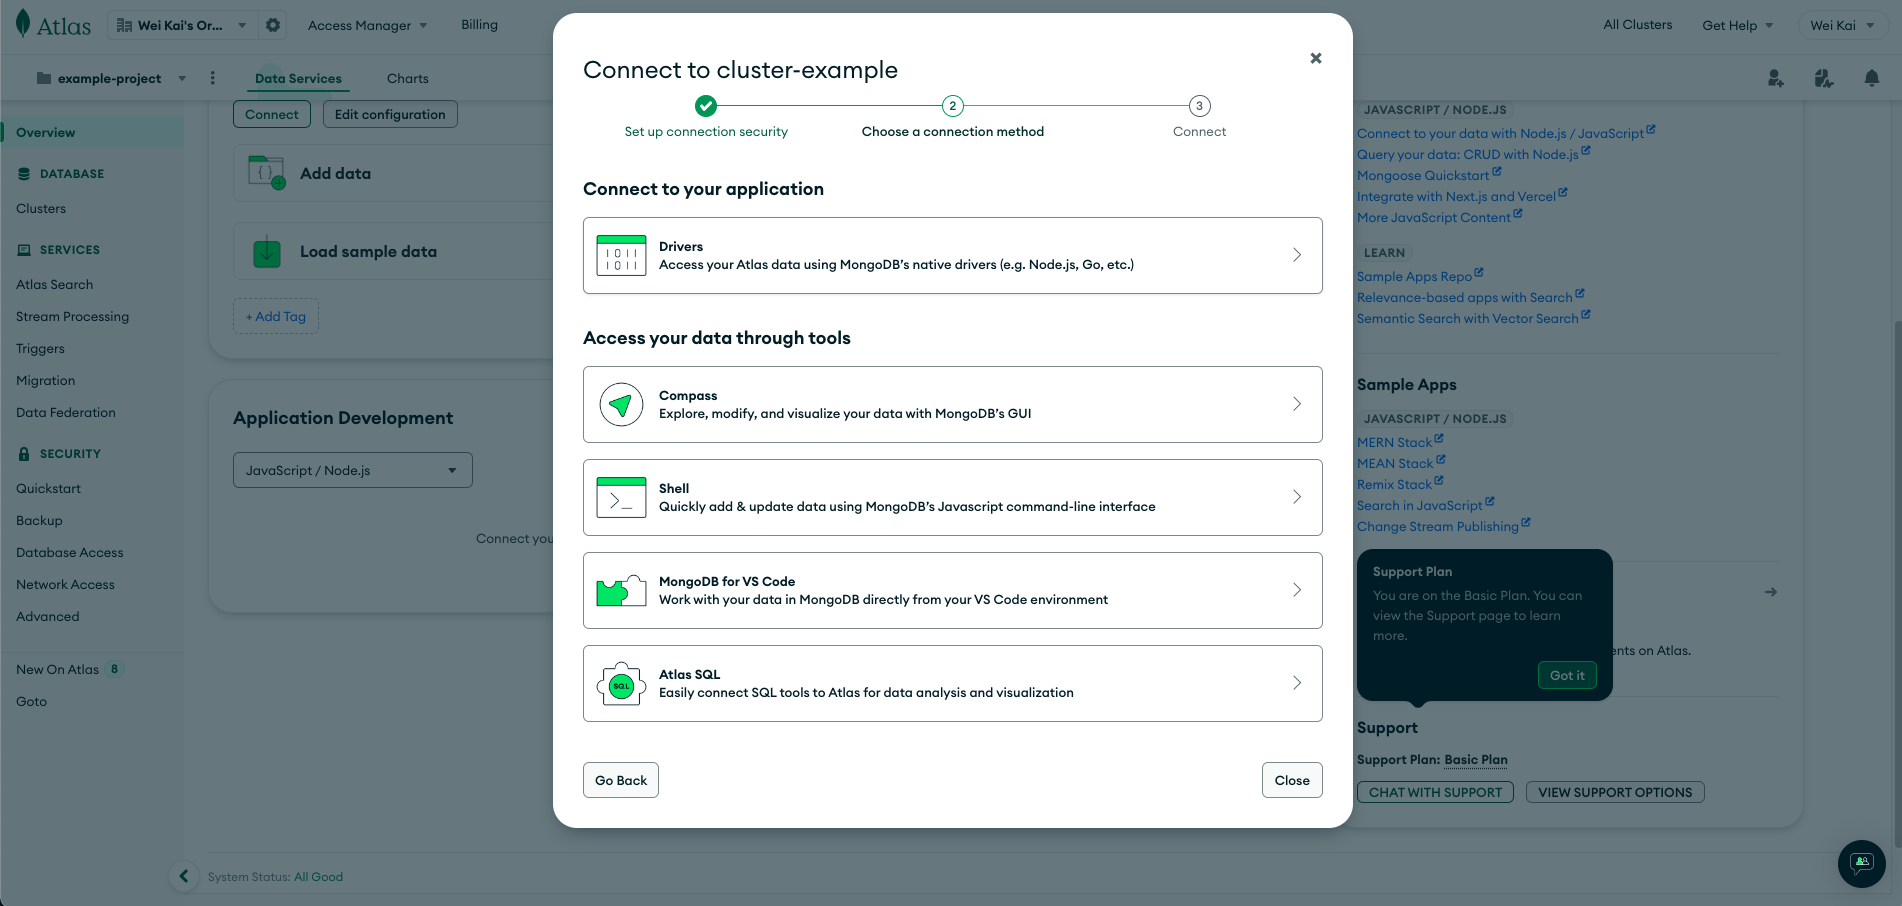 Atlas
Wei Kai's Or...
Access Manager
Billing
All Clusters
Get Help
Wei Kai
example-project
Data Services
Charts
Overview
DATABASE
Clusters
SERVICES
Atlas Search
Stream Processing
Triggers
Migration
Data Federation
SECURITY
Quickstart
Backup
Database Access
Network Access
Advanced
New On Atlas 8
Goto
Connect
Edit configuration
Add data
Load sample data
+ Add Tag
Application Development
JavaScript / Node.js
Connect you
System Status: All Good
Connect to cluster-example
2
3
Set up connection security
Choose a connection method
Connect
Connect to your application
Drivers
Access your Atlas data using MongoDB’s native drivers (e.g. Node.js, Go, etc.)
Access your data through tools
Compass
Explore, modify, and visualize your data with MongoDB’s GUI
Shell
Quickly add & update data using MongoDB’s Javascript command-line interface
MongoDB for VS Code
Work with your data in MongoDB directly from your VS Code environment
SQL
Atlas SQL
Easily connect SQL tools to Atlas for data analysis and visualization
Go Back
Close
JAVASCRIPT / NODE.JS
Connect to your data with Node.js / JavaScript
Query your data: CRUD with Node.js
Mongoose Quickstart
Integrate with Next.js and Vercel
More JavaScript Content
LEARN
Sample Apps Repo
Relevance-based apps with Search
Semantic Search with Vector Search
Sample Apps
JAVASCRIPT / NODE.JS
MERN Stack
MEAN Stack
Remix Stack
Search in JavaScript
Change Stream Publishing
Support Plan
You are on the Basic Plan. You can
view the Support page to learn
more.
Got it
nts on Atlas.
Support
Support Plan: Basic Plan
CHAT WITH SUPPORT
VIEW SUPPORT OPTIONS